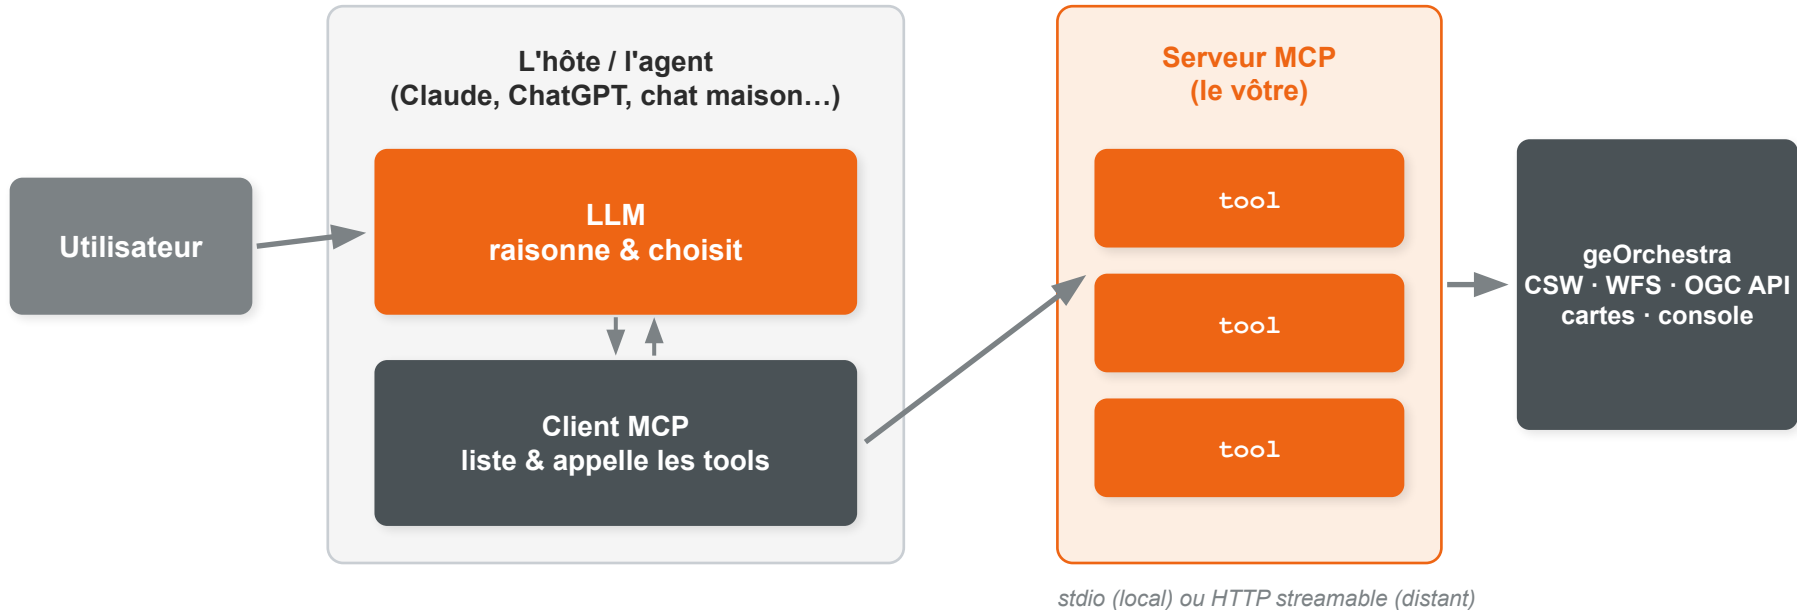 Utilisateur
L'hôte / l'agent
(Claude, ChatGPT, chat maison…)
LLM
raisonne & choisit
Client MCP
liste & appelle les tools
Serveur MCP
(le vôtre)
tool
tool
tool
stdio (local) ou HTTP streamable (distant)
geOrchestra
CSW · WFS · OGC API
cartes · console